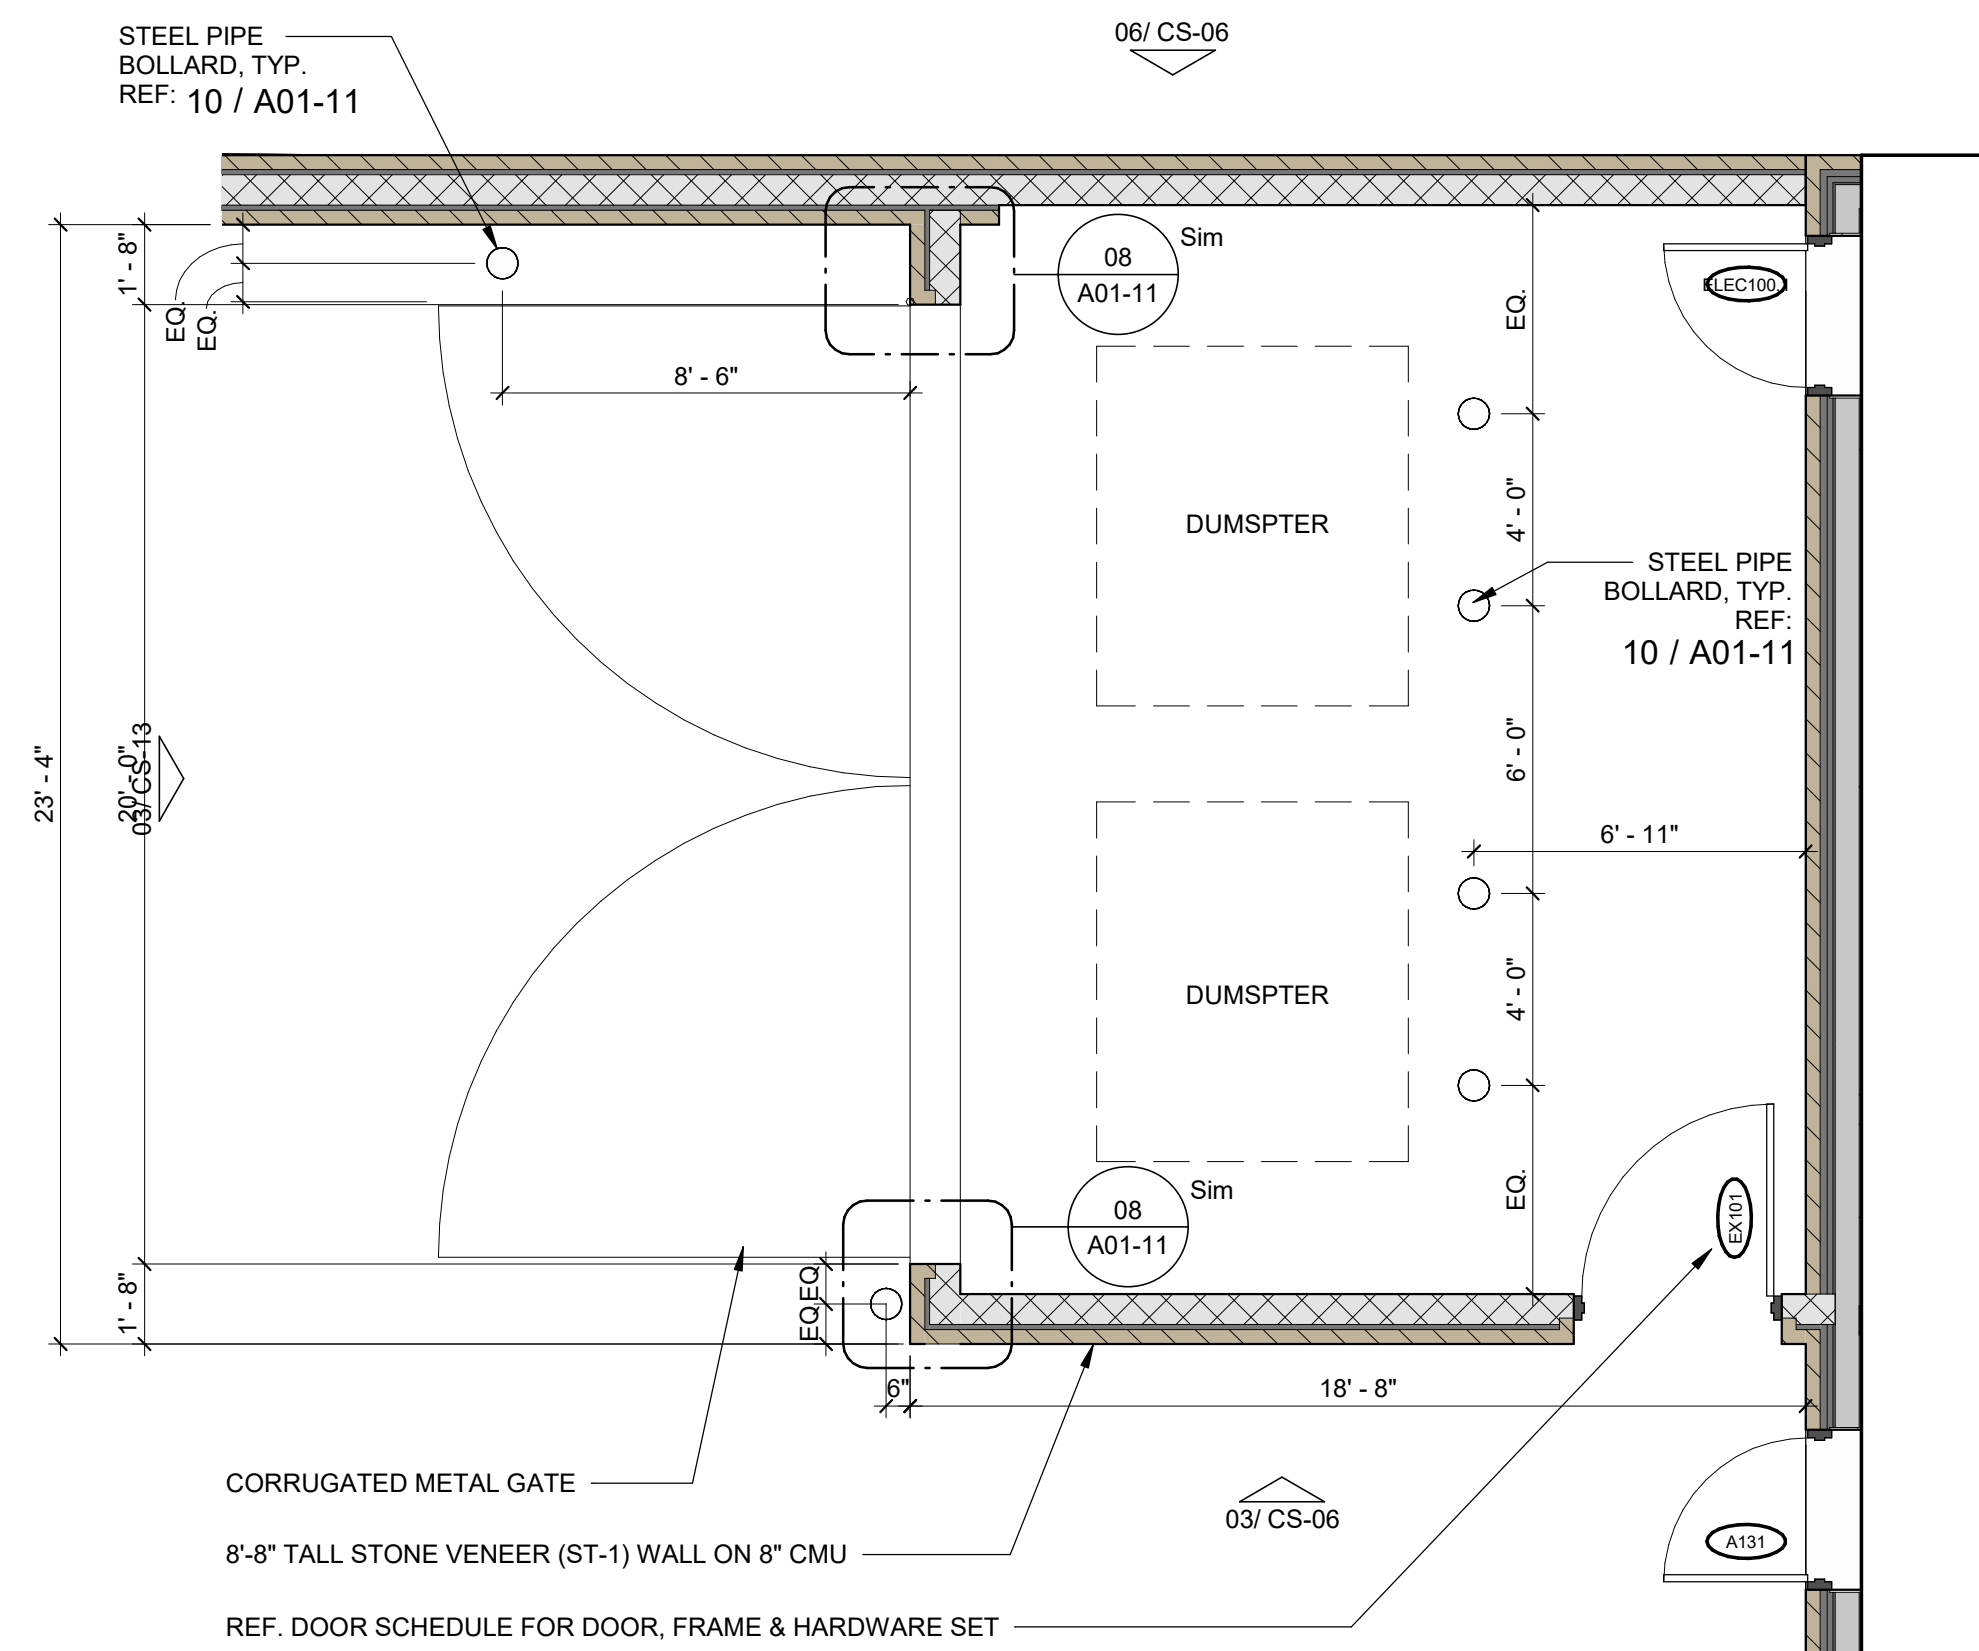 STEEL PIPE
BOLLARD, TYP.
REF: 10 / A01-11
06/ CS-06
08
A01-11
Sim
ELEC100.1
1' - 8"
EQ.
EQ.
8' - 6"
EQ.
DUMSPTER
4' - 0"
STEEL PIPE
BOLLARD, TYP.
REF:
10 / A01-11
23' - 4"
20' - 0"
03/ CS-13
6' - 0"
6' - 11"
DUMSPTER
4' - 0"
08
A01-11
Sim
EQ.
EX101
1' - 8"
EQ
EQ
6"
18' - 8"
CORRUGATED METAL GATE
03/ CS-06
A131
8'-8" TALL STONE VENEER (ST-1) WALL ON 8" CMU
REF. DOOR SCHEDULE FOR DOOR, FRAME & HARDWARE SET